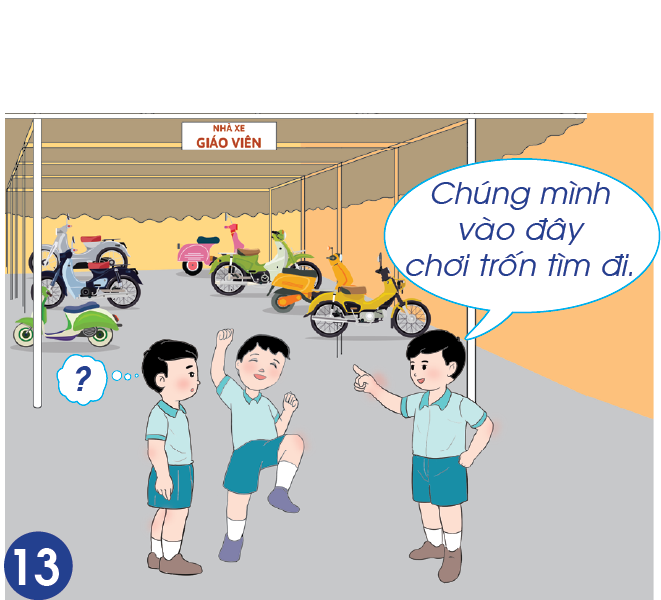 NHÀ XE
GIÁO VIÊN
Chúng mình
vào đây
chơi trốn tìm đi.
?
13